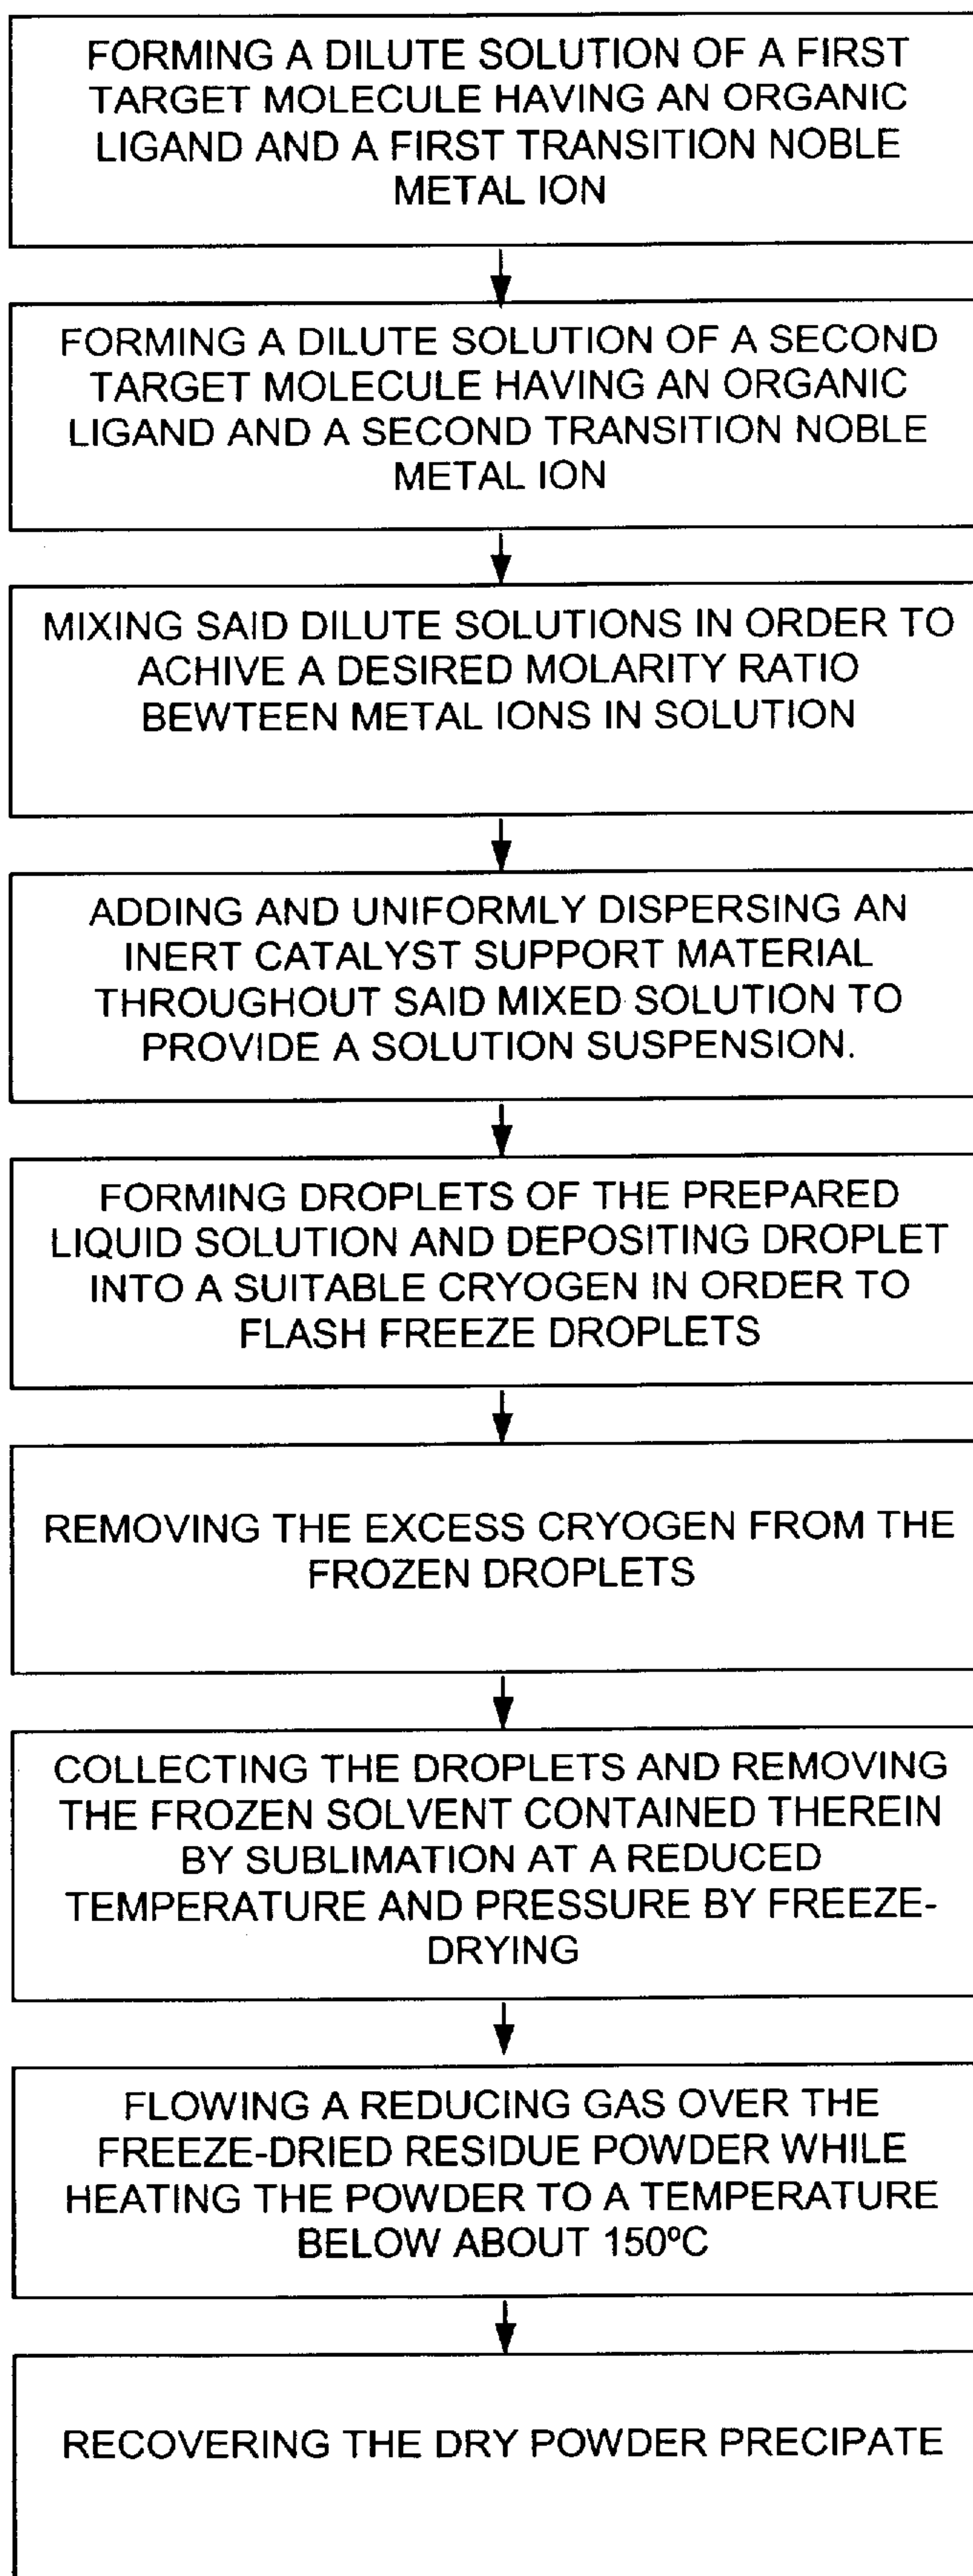 FORMING A DILUTE SOLUTION OF A FIRST
TARGET MOLECULE HAVING AN ORGANIC
LIGAND AND A FIRST TRANSITION NOBLE
METAL ION
FORMING A DILUTE SOLUTION OF A SECOND
TARGET MOLECULE HAVING AN ORGANIC
LIGAND AND A SECOND TRANSITION NOBLE
METAL ION
MIXING SAID DILUTE SOLUTIONS IN ORDER TO
ACHIVE A DESIRED MOLARITY RATIO
BEWTEEN METAL IONS IN SOLUTION
ADDING AND UNIFORMLY DISPERSING AN
INERT CATALYST SUPPORT MATERIAL
THROUGHOUT SAID MIXED SOLUTION TO
PROVIDE A SOLUTION SUSPENSION.
FORMING DROPLETS OF THE PREPARED
LIQUID SOLUTION AND DEPOSITING DROPLET
INTO A SUITABLE CRYOGEN IN ORDER TO
FLASH FREEZE DROPLETS
REMOVING THE EXCESS CRYOGEN FROM THE
FROZEN DROPLETS
COLLECTING THE DROPLETS AND REMOVING
THE FROZEN SOLVENT CONTAINED THEREIN
BY SUBLIMATION AT A REDUCED
TEMPERATURE AND PRESSURE BY FREEZE-
DRYING
FLOWING A REDUCING GAS OVER THE
FREEZE-DRIED RESIDUE POWDER WHILE
HEATING THE POWDER TO A TEMPERATURE
BELOW ABOUT 150ºC
RECOVERING THE DRY POWDER PRECIPATE